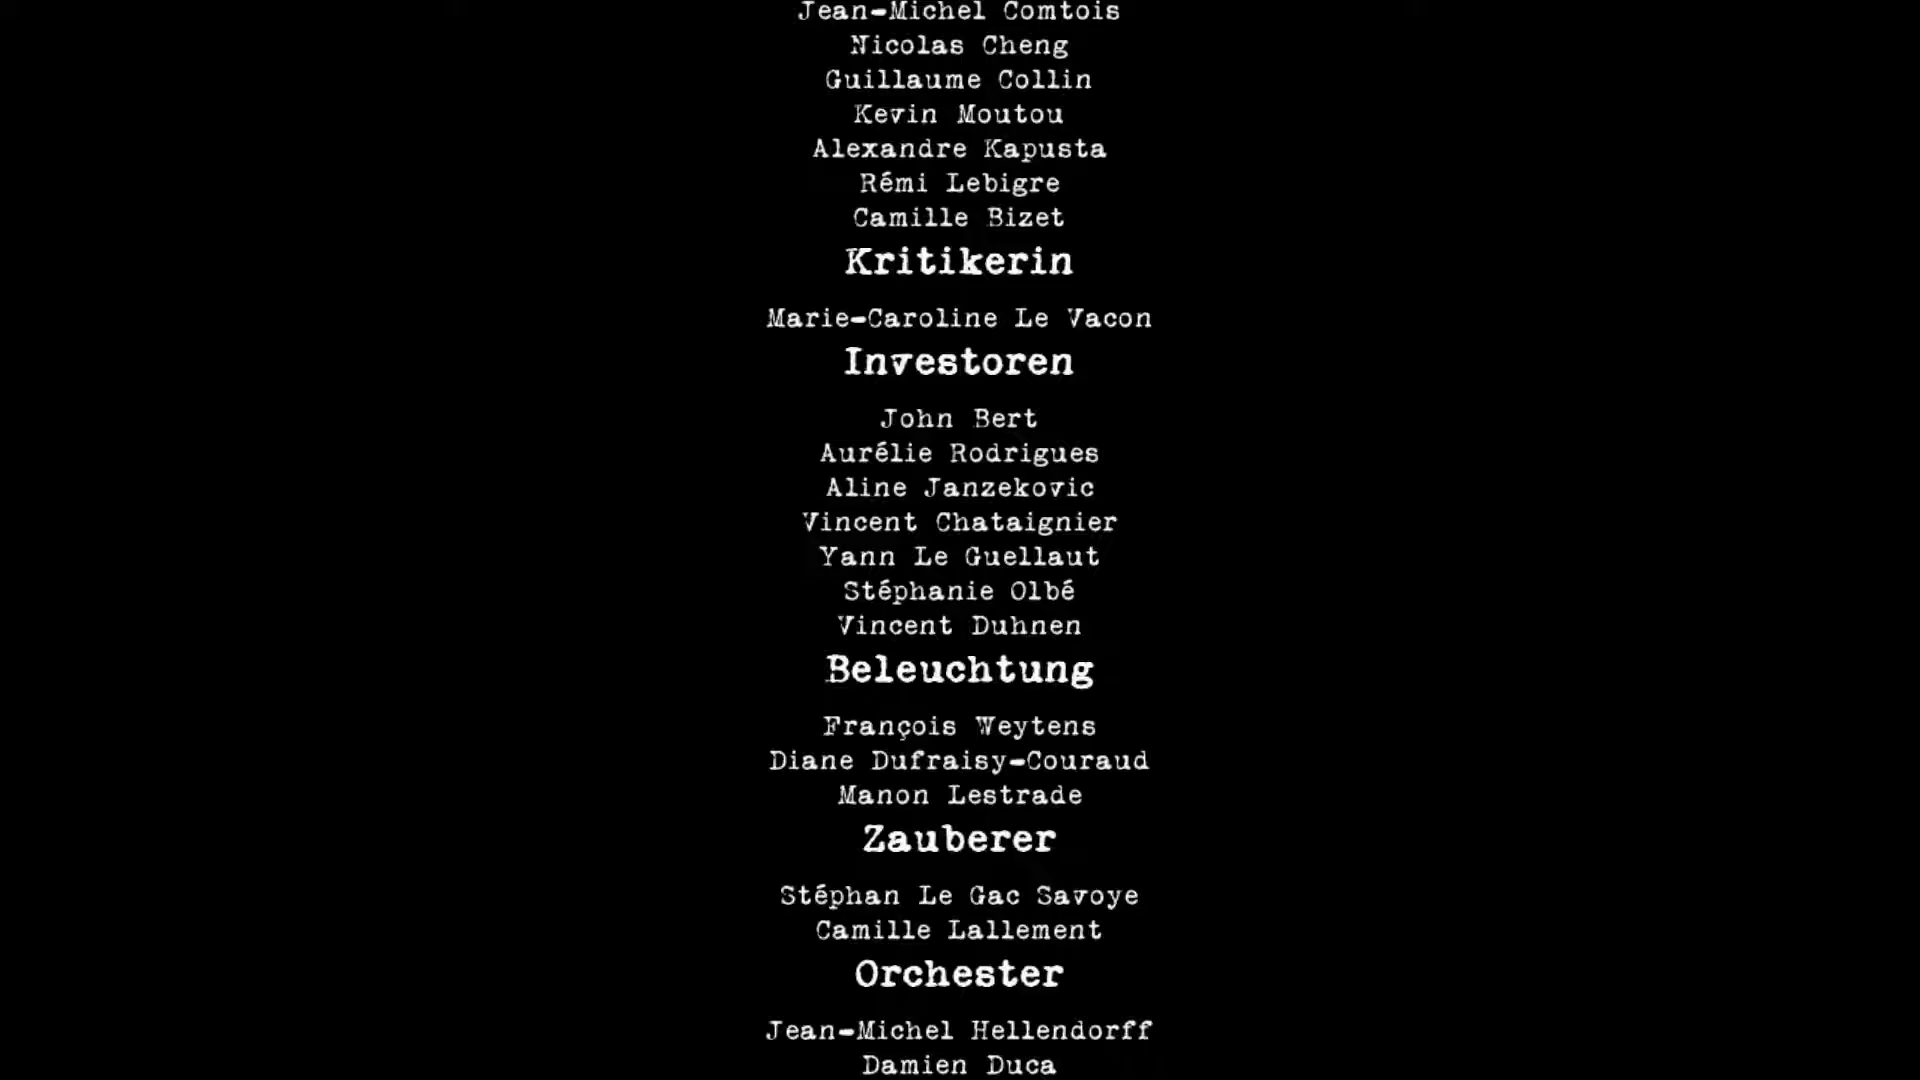 Jean-Michel Comtois
Nicolas Cheng
Guillaume Collin
Kevin Moutou
Alexandre Kapusta
Rémi Lebigre
Camille Bizet
Kritikerin
Marie-Caroline Le Vacon
Investoren
John Bert
Aurélie Rodrigues
Aline Janzekovic
Vincent Chataignier
Yann Le Guellaut
Stéphanie Olbé
Vincent Duhnen
Beleuchtung
François Weytens
Diane Dufraisy-Couraud
Manon Lestrade
Zauberer
Stéphan Le Gac Savoye
Camille Lallement
Orchester
Jean-Michel Hellendorff
Damien Duca